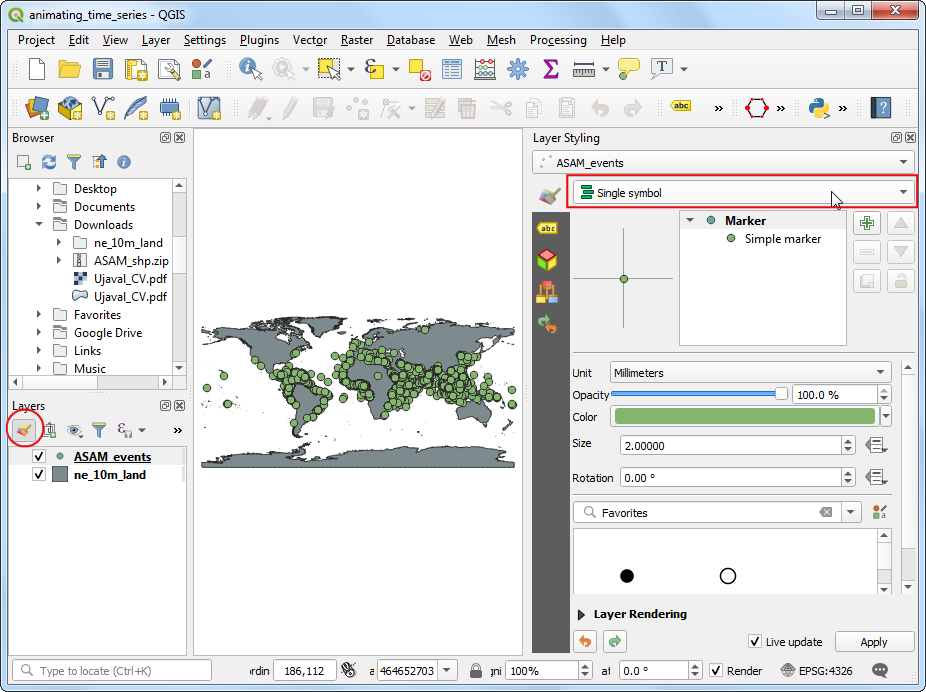 animating_time_series - QGIS
Project Edit View Layer Settings Plugins Vector Raster Database Web Mesh Processing Help
abc
Browser
Desktop
Documents
Downloads
ne_10m_land
ASAM_shp.zip
Ujaval_CV.pdf
Ujaval_CV.pdf
Favorites
Google Drive
Links
Music
Layers
ASAM_events
ne_10m_land
Layer Styling
ASAM_events
Single symbol
abc
Marker
Simple marker
Unit Millimeters
Opacity 100.0 %
Color
Size 2.00000
Rotation 0.00 °
Favorites
Layer Rendering
Live update Apply
Type to locate (Ctrl+K) ordin 186,112 a 464652703 gni 100% at 0.0 ° Render EPSG:4326